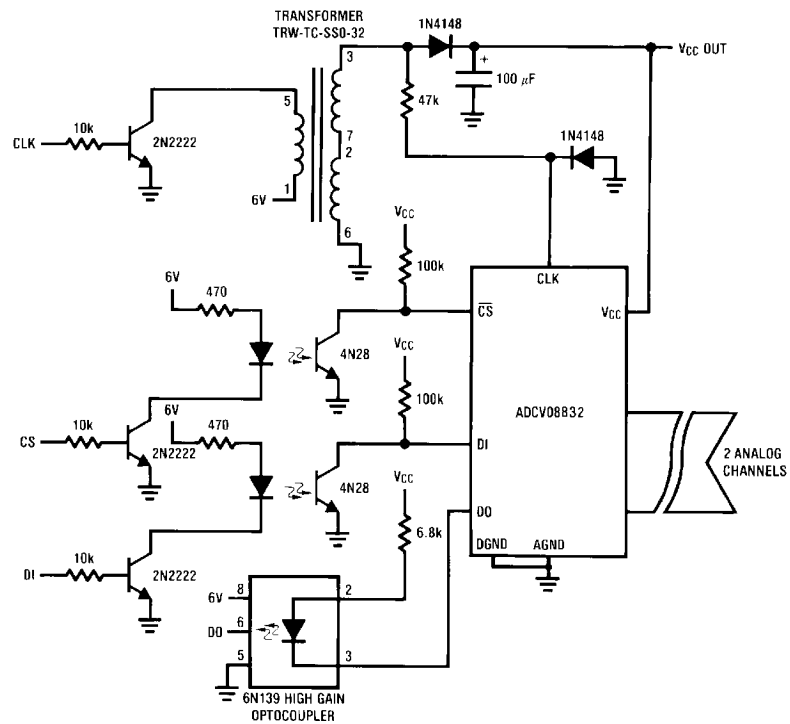 TRANSFORMER
TRW-TC-SSO-32
1N4148
3
VCC OUT
+
100 µF
5
47k
10k
CLK
2N2222
7
2
1N4148
1
6V
6
VCC
100k
CLK
6V
470
CS
VCC
VCC
4N28
100k
ADCV08832
10k
6V
470
CS
2N2222
DI
2 ANALOG
CHANNELS
VCC
4N28
DO
6.8k
10k
DGND
AGND
DI
2N2222
8
2
6V
6
DO
5
3
6N139 HIGH GAIN
OPTOCOUPLER